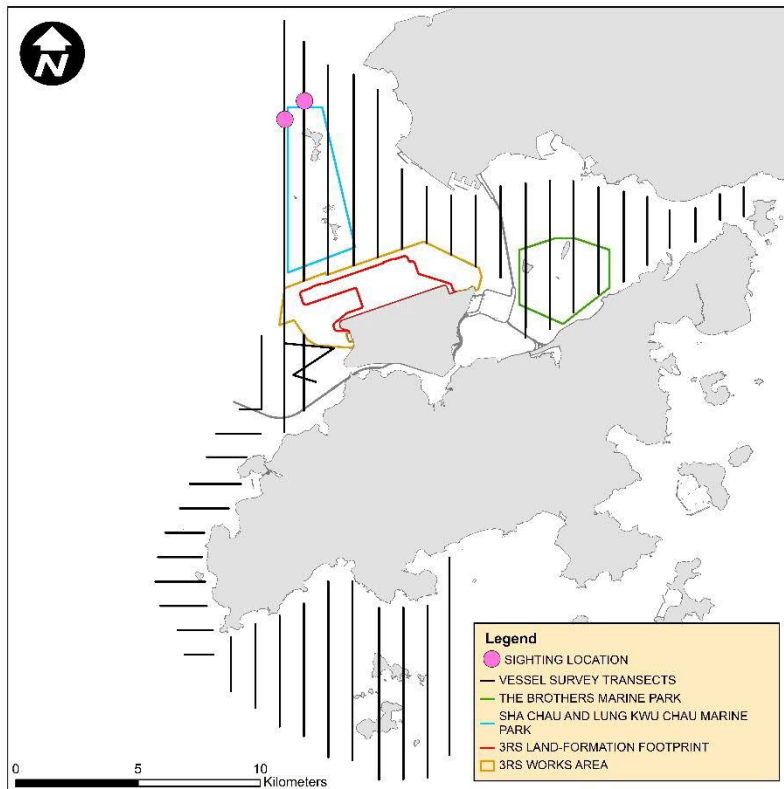 N
Legend
SIGHTING LOCATION
VESSEL SURVEY TRANSECTS
THE BROTHERS MARINE PARK
SHA CHAU AND LUNG KWU CHAU MARINE
PARK
3RS LAND-FORMATION FOOTPRINT
3RS WORKS AREA
0 5 10
Kilometers